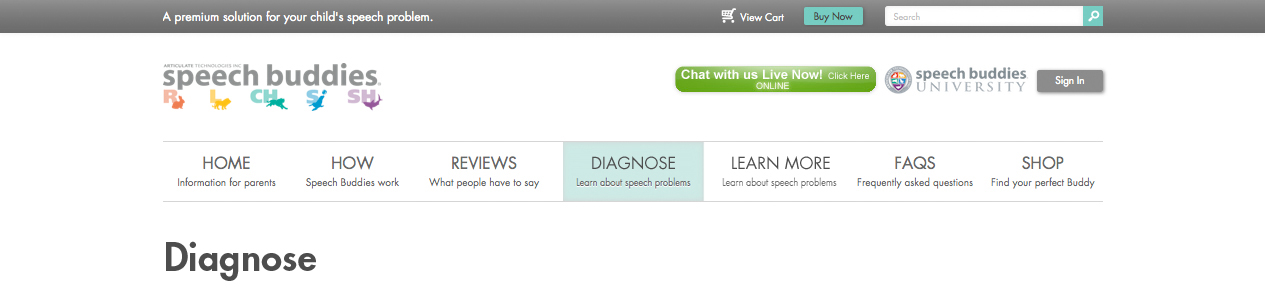 A premium solution for your child's speech problem.
View Cart
Buy Now
Search
ARTICULATE TECHNOLOGIES INC
speech buddies
R L CH S SH
Chat with us Live Now! Click Here
ONLINE
speech buddies
UNIVERSITY
Sign In
HOME
Information for parents
HOW
Speech Buddies work
REVIEWS
What people have to say
DIAGNOSE
Learn about speech problems
LEARN MORE
Learn about speech problems
FAQS
Frequently asked questions
SHOP
Find your perfect Buddy
Diagnose